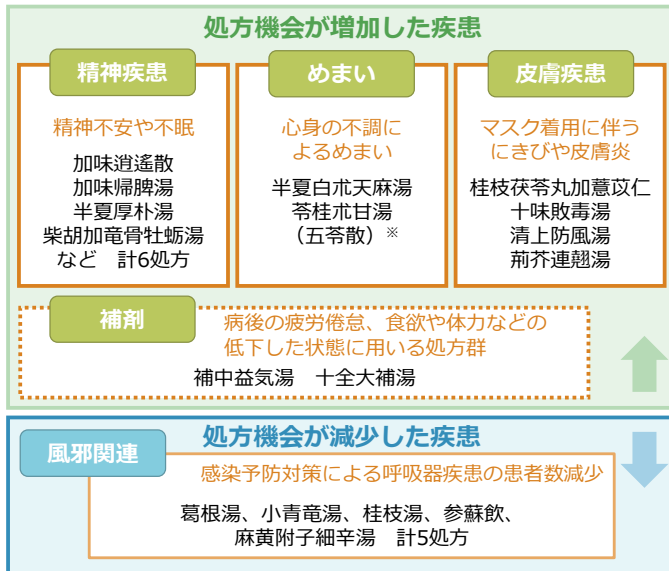 処方機会が増加した疾患
精神疾患
精神不安や不眠
加味逍遙散
加味帰脾湯
半夏厚朴湯
柴胡加竜骨牡蛎湯
など 計6処方
めまい
心身の不調に
よるめまい
半夏白朮天麻湯
苓桂朮甘湯
（五苓散）※
皮膚疾患
マスク着用に伴う
にきびや皮膚炎
桂枝茯苓丸加薏苡仁
十味敗毒湯
清上防風湯
荊芥連翹湯
補剤
病後の疲労倦怠、食欲や体力などの
低下した状態に用いる処方群
補中益気湯 十全大補湯
処方機会が減少した疾患
風邪関連
感染予防対策による呼吸器疾患の患者数減少
葛根湯、小青竜湯、桂枝湯、参蘇飲、
麻黄附子細辛湯 計5処方